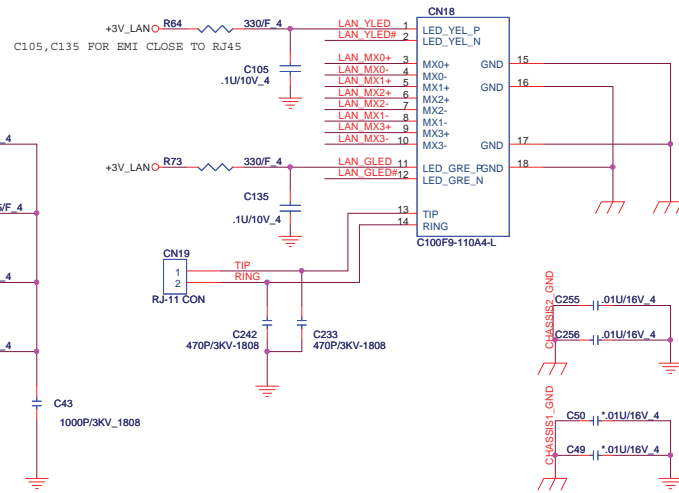 CN18
+3V_LAN R64 330/F_4 LAN_YLED 1 LED_YEL_P
LAN_YLED# 2 LED_YEL_N
C105,C135 FOR EMI CLOSE TO RJ45
C105
.1U/10V_4
LAN_MX0+ 3 MX0+ GND 15
LAN_MX0- 4 MX0-
LAN_MX1+ 5 MX1+ GND 16
LAN_MX2+ 6 MX2+
LAN_MX2- 7 MX2-
LAN_MX1- 8 MX1-
LAN_MX3+ 9 MX3+
LAN_MX3- 10 MX3- GND 17
_4
+3V_LAN R73 330/F_4 LAN_GLED 11 LED_GRE_P GND 18
LAN_GLED# 12 LED_GRE_N
C135
.1U/10V_4
/F_4
13 TIP
14 RING
C100F9-110A4-L
CN19
1 TIP
2 RING
RJ-11 CON
_4
CHASSIS2_GND
C255 .01U/16V_4
C256 .01U/16V_4
C242
470P/3KV-1808
C233
470P/3KV-1808
_4
C43
1000P/3KV_1808
CHASSIS1_GND
C50 *.01U/16V_4
C49 *.01U/16V_4